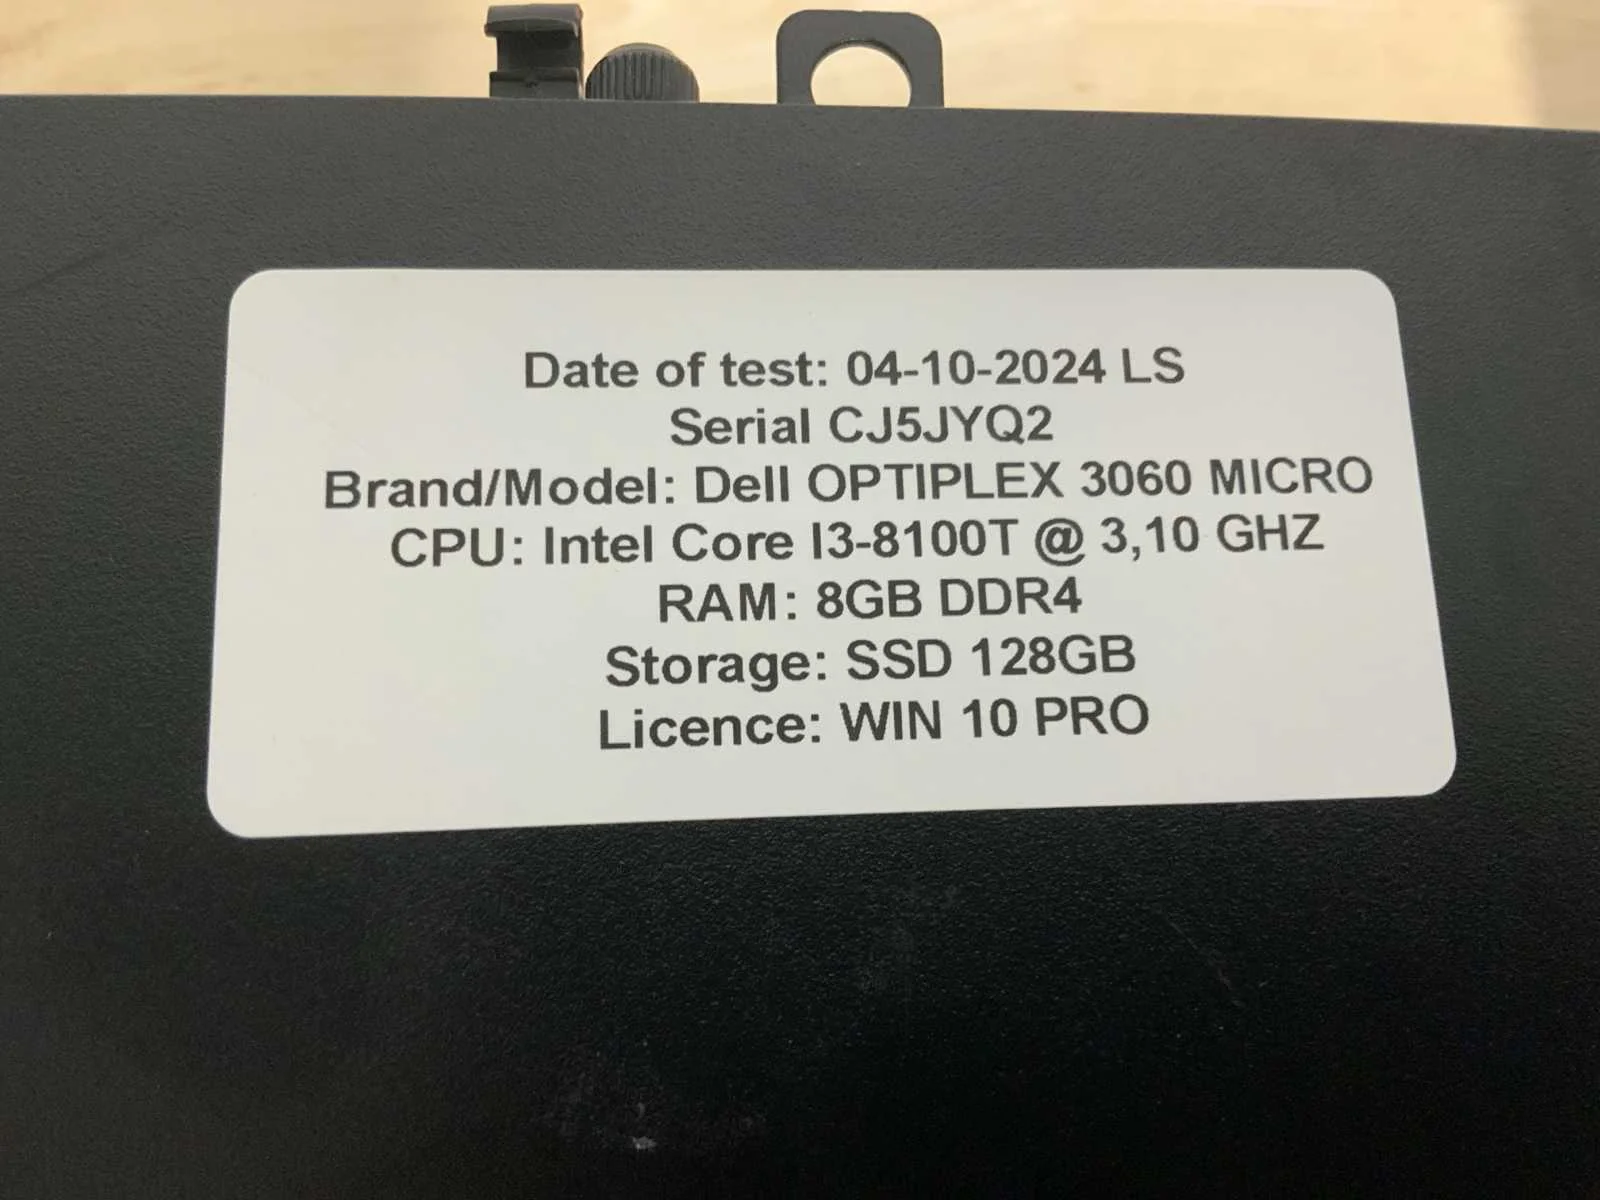 Date of test: 04-10-2024 LS
Serial CJ5JYQ2
Brand/Model: Dell OPTIPLEX 3060 MICRO
CPU: Intel Core I3-8100T @ 3,10 GHZ
RAM: 8GB DDR4
Storage: SSD 128GB
Licence: WIN 10 PRO